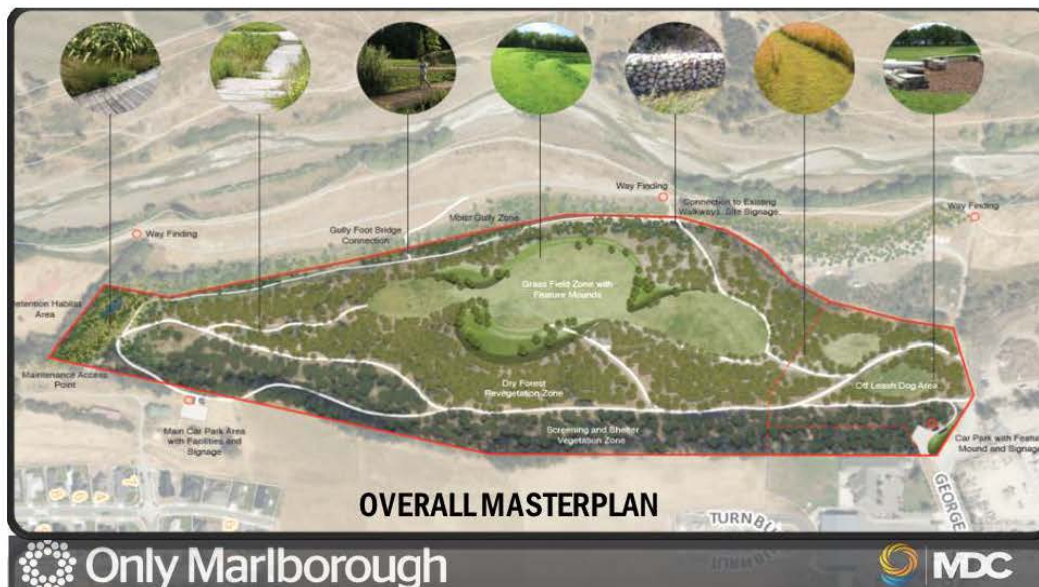 Way Finding
Connection to Existing
Walkways. Site Signage.
Way Finding
Moist Gully Zone
Gully Foot Bridge
Connection
Way Finding
Grass Field Zone with
Feature Mounds
Retention Habitat
Area
Maintenance Access
Point
Off Leash Dog Area
Dry Forest
Revegetation Zone
Screening and Shelter
Vegetation Zone
Main Car Park Area
with Facilities and
Signage
Car Park with
Mound and Signage
OVERALL MASTERPLAN
GEORGE
Only Marlborough
MDC